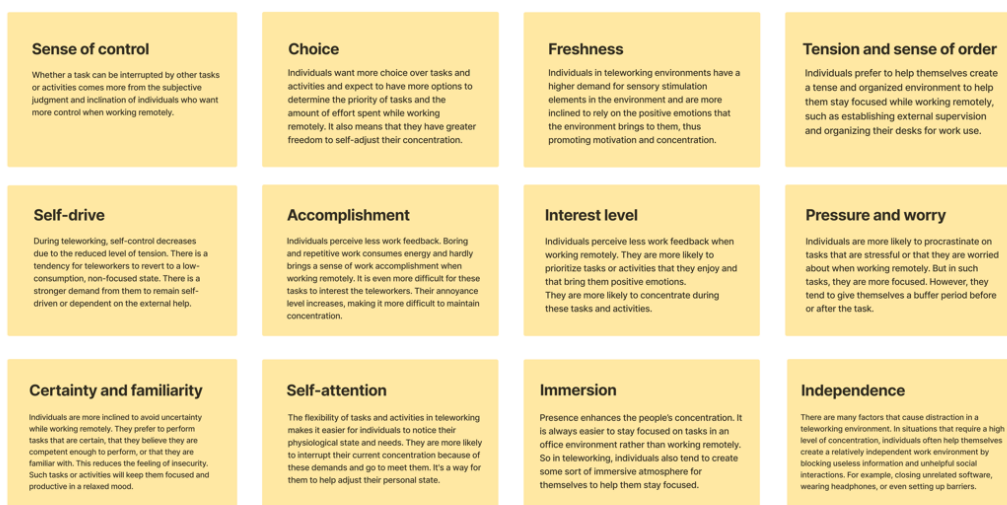 Sense of control
Whether a task can be interrupted by other tasks
or activities comes more from the subjective
judgment and inclination of individuals who want
more control when working remotely.
Choice
Individuals want more choice over tasks and
activities and expect to have more options to
determine the priority of tasks and the
amount of effort spent while working
remotely. It also means that they have greater
freedom to self-adjust their concentration.
Freshness
Individuals in teleworking environments have a
higher demand for sensory stimulation
elements in the environment and are more
inclined to rely on the positive emotions that
the environment brings to them, thus
promoting motivation and concentration.
Tension and sense of order
Individuals prefer to help themselves create
a tense and organized environment to help
them stay focused while working remotely,
such as establishing external supervision
and organizing their desks for work use.
Self-drive
During teleworking, self-control decreases
due to the reduced level of tension. There is a
tendency for teleworkers to revert to a low-
consumption, non-focused state. There is a
stronger demand from them to remain self-
driven or dependent on the external help.
Accomplishment
Individuals perceive less work feedback. Boring
and repetitive work consumes energy and hardly
brings a sense of work accomplishment when
working remotely. It is even more difficult for these
tasks to interest the teleworkers. Their annoyance
level increases, making it more difficult to maintain
concentration.
Interest level
Individuals perceive less work feedback when
working remotely. They are more likely to
prioritize tasks or activities that they enjoy and
that bring them positive emotions.
They are more likely to concentrate during
these tasks and activities.
Pressure and worry
Individuals are more likely to procrastinate on
tasks that are stressful or that they are worried
about when working remotely. But in such
tasks, they are more focused. However, they
tend to give themselves a buffer period before
or after the task.
Certainty and familiarity
Individuals are more inclined to avoid uncertainty
while working remotely. They prefer to perform
tasks that are certain, that they believe they are
competent enough to perform, or that they are
familiar with. This reduces the feeling of insecurity.
Such tasks or activities will keep them focused and
productive in a relaxed mood.
Self-attention
The flexibility of tasks and activities in teleworking
makes it easier for individuals to notice their
physiological state and needs. They are more likely
to interrupt their current concentration because of
these demands and go to meet them. It's a way for
them to help adjust their personal state.
Immersion
Presence enhances the people's concentration. It
is always easier to stay focused on tasks in an
office environment rather than working remotely.
So in teleworking, individuals also tend to create
some sort of immersive atmosphere for
themselves to help them stay focused.
Independence
There are many factors that cause distraction in a
teleworking environment. In situations that require a high
level of concentration, individuals often help themselves
create a relatively independent work environment by
blocking useless information and unhelpful social
interactions. For example, closing unrelated software,
wearing headphones, or even setting up barriers.